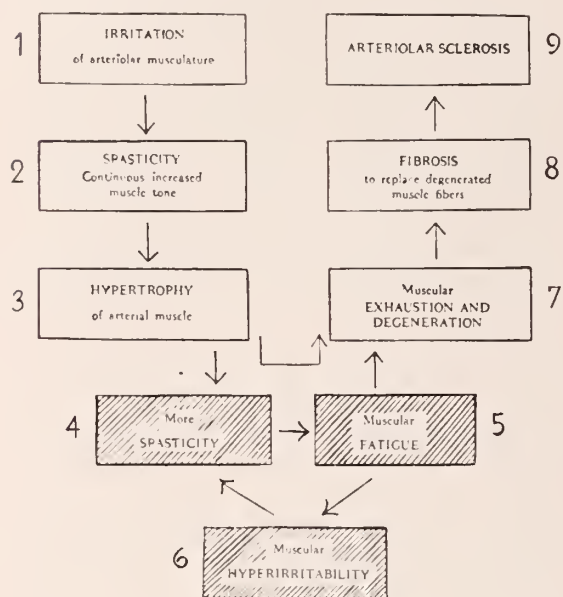 1
IRRITATION
of arteriolar musculature
2
SPASTICITY
Continuous increased
muscle tone
3
HYPERTROPHY
of arterial muscle
4
More
SPASTICITY
5
Muscular
FATIGUE
6
Muscular
HYPERIRRITABILITY
7
Muscular
EXHAUSTION AND
DEGENERATION
8
FIBROSIS
to replace degenerated
muscle fibers
9
ARTERIOLAR SCLEROSIS